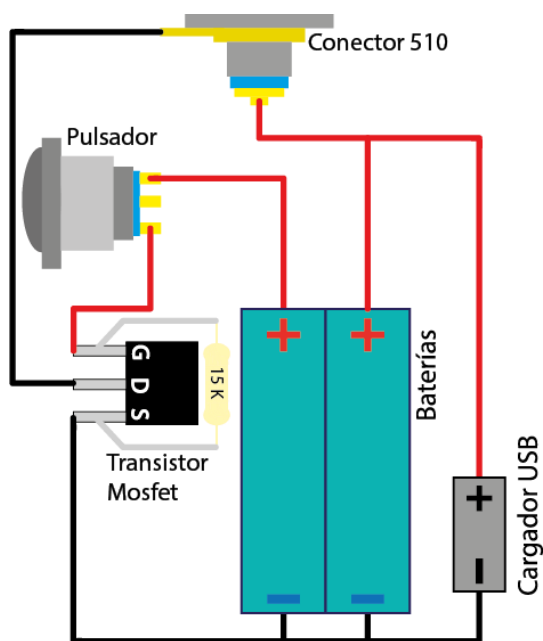 Conector 510
Pulsador
+
+
G
D
S
15 K
Baterías
Transistor
Mosfet
+
-
Cargador USB
-
-